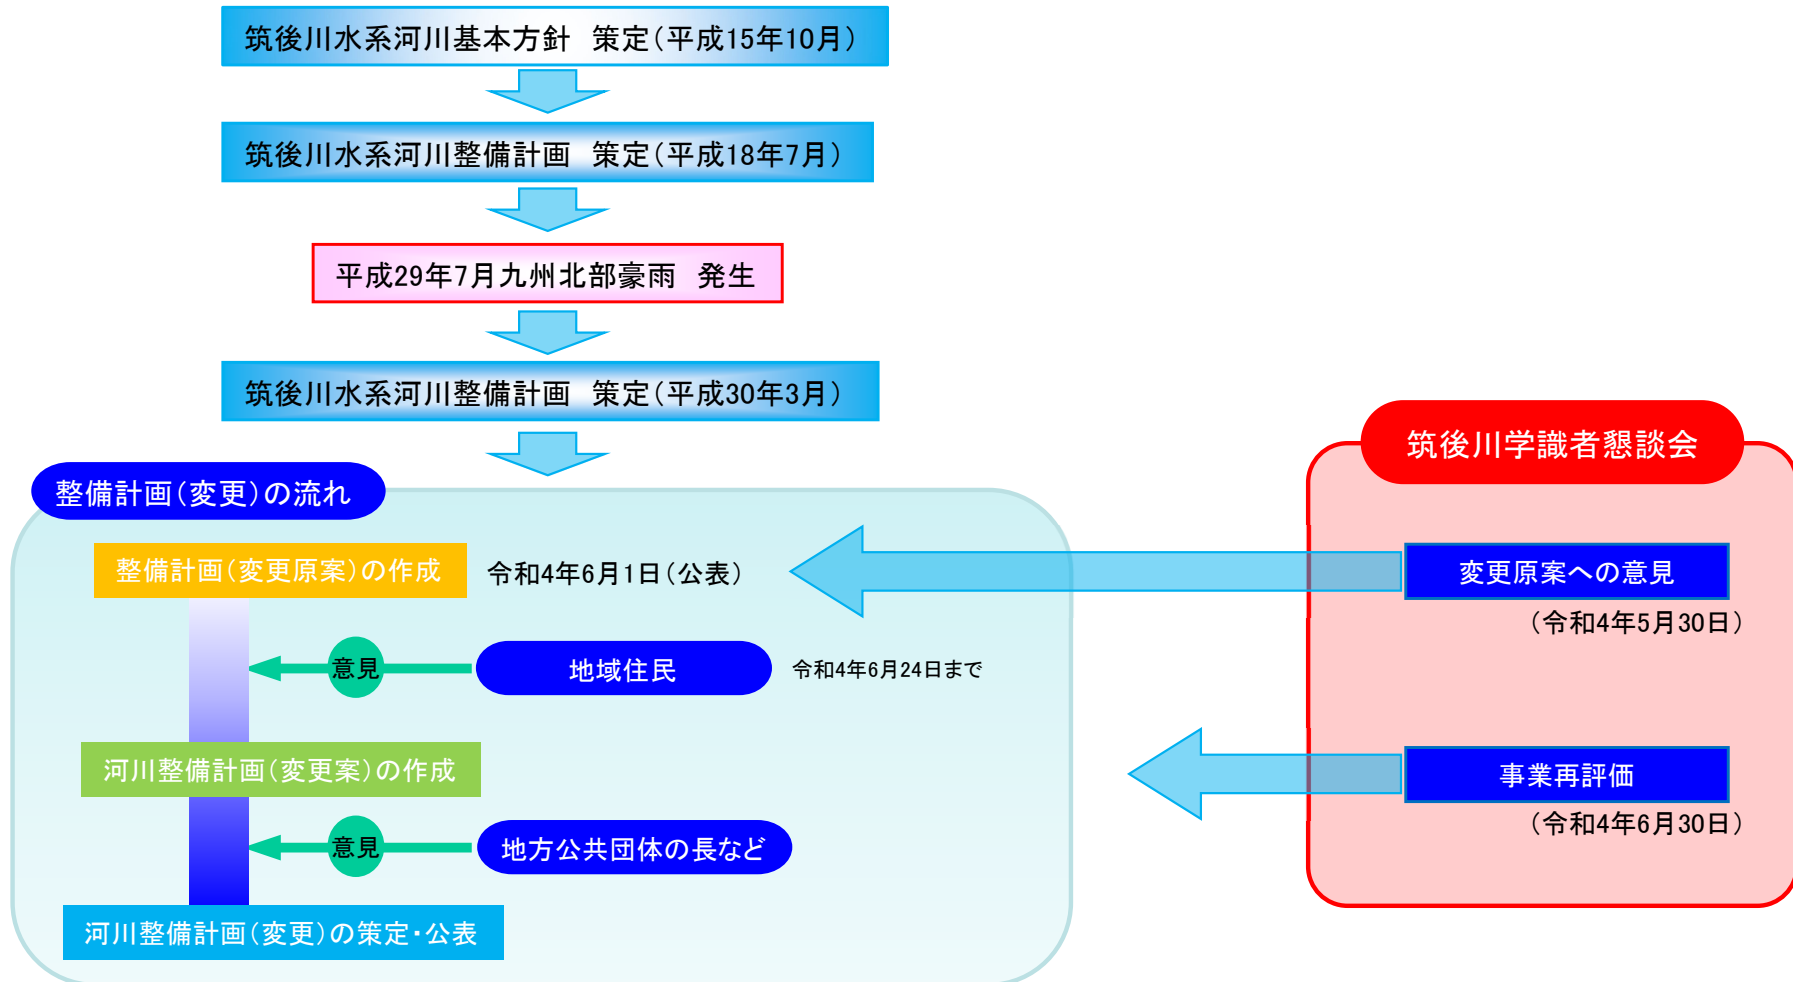 筑後川水系河川基本方針　策定(平成15年10月)
筑後川水系河川整備計画　策定(平成18年7月)
平成29年7月九州北部豪雨　発生
筑後川水系河川整備計画　策定(平成30年3月)
整備計画(変更)の流れ
整備計画(変更原案)の作成
令和4年6月1日(公表)
意見
地域住民
令和4年6月24日まで
河川整備計画(変更案)の作成
意見
地方公共団体の長など
河川整備計画(変更)の策定・公表
筑後川学識者懇談会
変更原案への意見
(令和4年5月30日)
事業再評価
(令和4年6月30日)